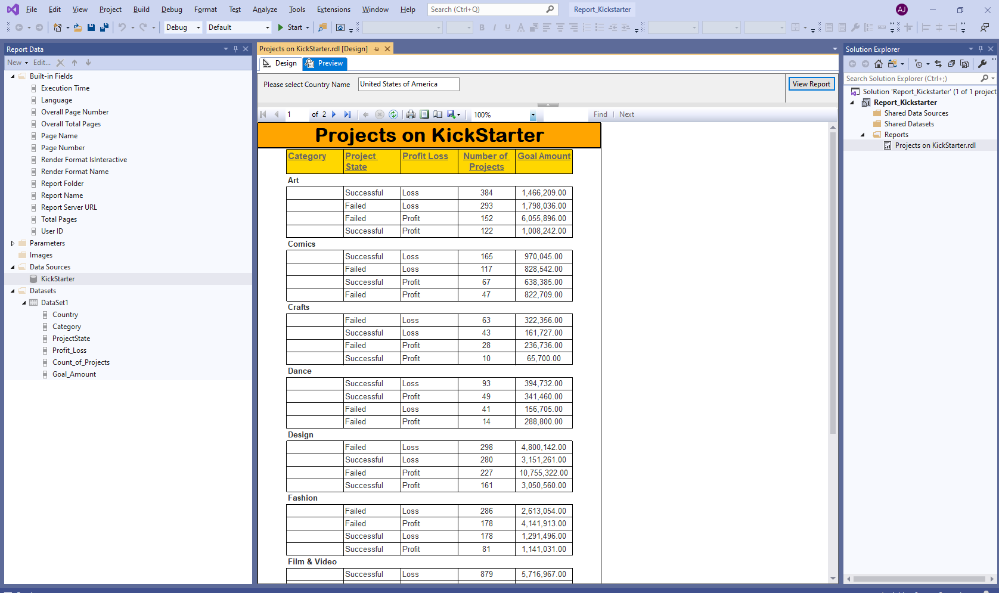 File Edit View Project Build Debug Format Test Analyze Tools Extensions Window Help Search (Ctrl+Q) Report_Kickstarter AJ
Debug Default Start B I U A
Report Data
New Edit...
Built-in Fields
Execution Time
Language
Overall Page Number
Overall Total Pages
Page Name
Page Number
Render Format IsInteractive
Render Format Name
Report Folder
Report Name
Report Server URL
Total Pages
User ID
Parameters
Images
Data Sources
KickStarter
Datasets
DataSet1
Country
Category
ProjectState
Profit_Loss
Count_of_Projects
Goal_Amount
Projects on KickStarter.rdl [Design]
Design Preview
Please select Country Name United States of America View Report
1 of 2 100% Find Next
Projects on KickStarter
Category Project State Profit Loss Number of Projects Goal Amount
Art
Successful Loss 384 1,466,209.00
Failed Loss 293 1,798,036.00
Failed Profit 152 6,055,896.00
Successful Profit 122 1,008,242.00
Comics
Successful Loss 165 970,045.00
Failed Loss 117 828,542.00
Successful Profit 67 638,385.00
Failed Profit 47 822,709.00
Crafts
Failed Loss 63 322,356.00
Successful Loss 43 161,727.00
Failed Profit 28 236,736.00
Successful Profit 10 65,700.00
Dance
Successful Loss 93 394,732.00
Successful Profit 49 341,460.00
Failed Loss 41 156,705.00
Failed Profit 14 288,800.00
Design
Failed Loss 298 4,800,142.00
Successful Loss 280 3,151,261.00
Failed Profit 227 10,755,322.00
Successful Profit 161 3,050,560.00
Fashion
Failed Loss 286 2,613,054.00
Failed Profit 178 4,141,913.00
Successful Loss 178 1,291,496.00
Successful Profit 81 1,141,031.00
Film & Video
Successful Loss 879 5,716,967.00
Solution Explorer
Search Solution Explorer (Ctrl+;)
Solution 'Report_Kickstarter' (1 of 1 project
Report_Kickstarter
Shared Data Sources
Shared Datasets
Reports
Projects on KickStarter.rdl